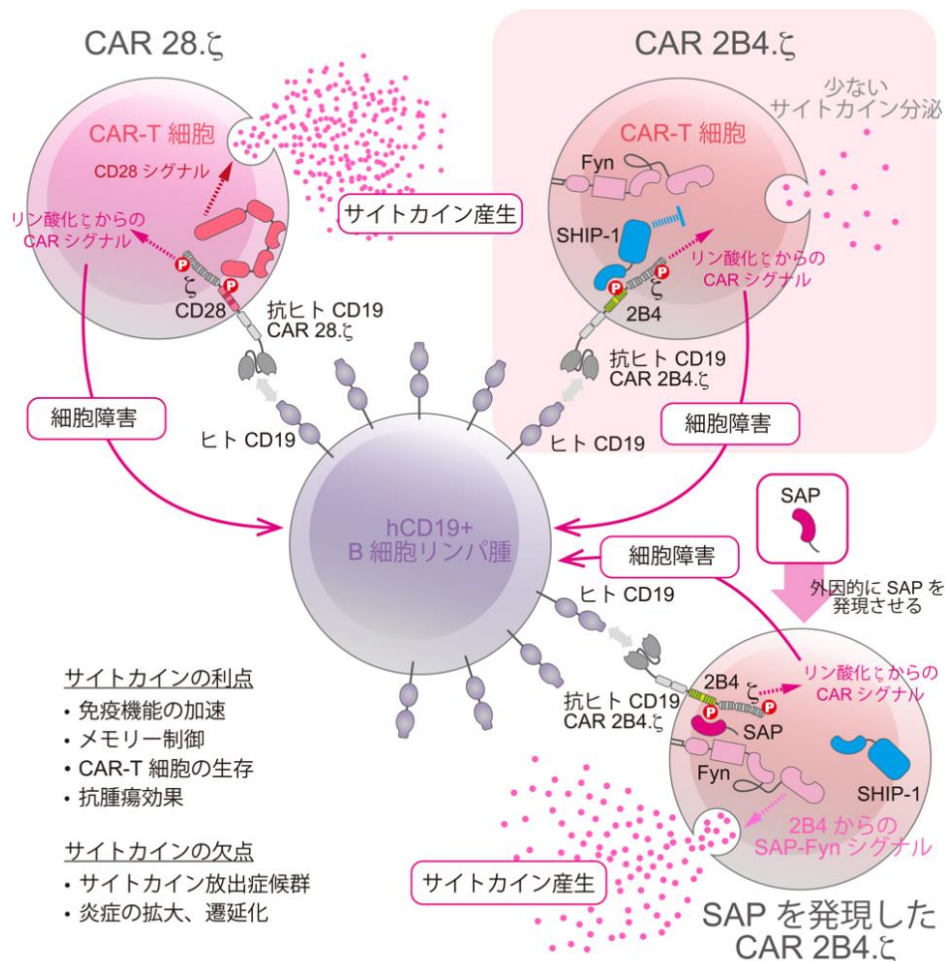 CAR 28.ζ
CAR-T 細胞
CD28 シグナル
リン酸化ζからの
CAR シグナル
P
ζ
P
CD28
抗ヒト CD19
CAR 28.ζ
サイトカイン産生
細胞障害
ヒト CD19
CAR 2B4.ζ
少ない
サイトカイン分泌
CAR-T 細胞
Fyn
SHIP-1
リン酸化ζからの
CAR シグナル
P
ζ
P
2B4
抗ヒト CD19
CAR 2B4.ζ
ヒト CD19
細胞障害
hCD19+
B 細胞リンパ腫
細胞障害
SAP
外因的に SAP を
発現させる
ヒト CD19
抗ヒト CD19
CAR 2B4.ζ
2B4
ζ
P
P
リン酸化ζからの
CAR シグナル
SAP
Fyn
SHIP-1
2B4 からの
SAP-Fyn シグナル
サイトカイン産生
SAP を発現した
CAR 2B4.ζ
サイトカインの利点
• 免疫機能の加速
• メモリー制御
• CAR-T 細胞の生存
• 抗腫瘍効果
サイトカインの欠点
• サイトカイン放出症候群
• 炎症の拡大、遷延化